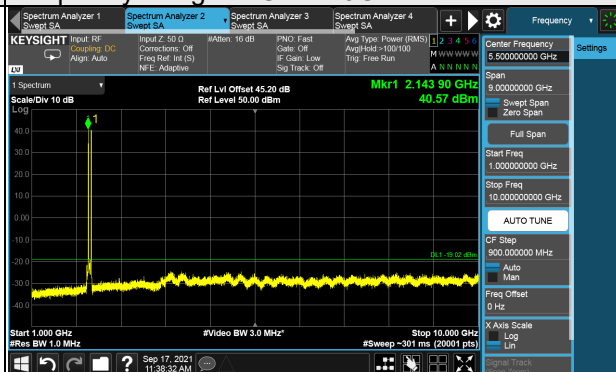 Spectrum Analyzer 1
Swept SA
Spectrum Analyzer 2
Swept SA
Spectrum Analyzer 3
Swept SA
Spectrum Analyzer 4
Swept SA
Frequency
KEYSIGHT
Input: RF
Coupling: DC
Align: Auto
Input Z: 50 Ω
Corrections: Off
Freq Ref: Int (S)
NFE: Adaptive
#Atten: 16 dB
PNO: Fast
Gate: Off
IF Gain: Low
Sig Track: Off
Avg Type: Power (RMS)
Avg|Hold:>100/100
Trig: Free Run
1 2 3 4 5 6
M W W W W W
A N N N N N
LXI
1 Spectrum
Scale/Div 10 dB
Ref Lvl Offset 45.20 dB
Ref Level 50.00 dBm
Mkr1 2.143 90 GHz
40.57 dBm
Log
1
40.0
30.0
20.0
10.0
0.00
-10.0
-20.0
-30.0
-40.0
DL1 -19.02 dBm
Start 1.000 GHz
#Res BW 1.0 MHz
#Video BW 3.0 MHz*
Stop 10.000 GHz
#Sweep ~301 ms (20001 pts)
Sep 17, 2021
11:38:32 AM
?
Center Frequency
5.500000000 GHz
Settings
Span
9.00000000 GHz
Swept Span
Zero Span
Full Span
Start Freq
1.000000000 GHz
Stop Freq
10.000000000 GHz
AUTO TUNE
CF Step
900.000000 MHz
Auto
Man
Freq Offset
0 Hz
X Axis Scale
Log
Lin
Signal Track